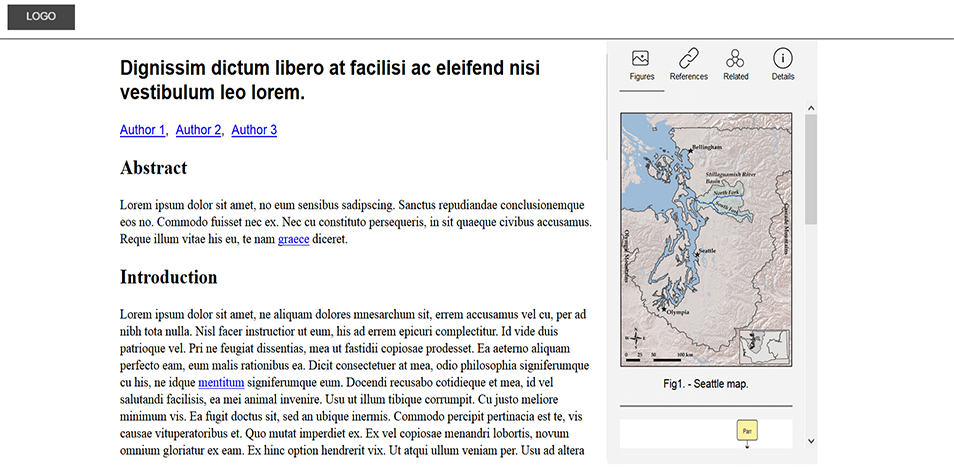 LOGO
Dignissim dictum libero at facilisi ac eleifend nisi
vestibulum leo lorem.
Author 1, Author 2, Author 3
Abstract
Lorem ipsum dolor sit amet, no eum sensibus sadipscing. Sanctus repudiandae conclusionemque
eos no. Commodo fuisset nec ex. Nec cu constituto persequeris, in sit quaeque civibus accusamus.
Reque illum vitae his eu, te nam graece diceret.
Introduction
Lorem ipsum dolor sit amet, ne aliquam dolores mnesarchum sit, errem accusamus vel cu, per ad
nibh tota nulla. Nisl facer instructior ut eum, his ad errem epicuri complectitur. Id vide duis
patrioque vel. Pri ne feugiat dissentias, mea ut fastidii copiosae prodesset. Ea aeterno aliquam
perfecto eam, eum malis rationibus ea. Dicit consectetuer at mea, odio philosophia signiferumque
cu his, ne idque mentitum signiferumque eum. Docendi recusabo cotidieque et mea, id vel
salutandi facilisis, ea mei animal invenire. Usu ut illum tibique corrumpit. Cu justo meliore
minimum vis. Ea fugit doctus sit, sed an ubique inermis. Commodo percipit pertinacia est te, vis
causae vituperatoribus et. Quo mutat imperdiet ex. Ex vel copiosae menandri lobortis, novum
omnium gloriatur ex eam. Ex hinc option hendrerit vix. Ut atqui ullum veniam per. Usu ad altera
Figures References Related Details
Bellingham
Stillaguamish River
Basin
North Fork
South Fork
Seattle
Olympic Mountains
Cascade Mountains
Olympia
N
0 25 50 100 km
Fig1. - Seattle map.